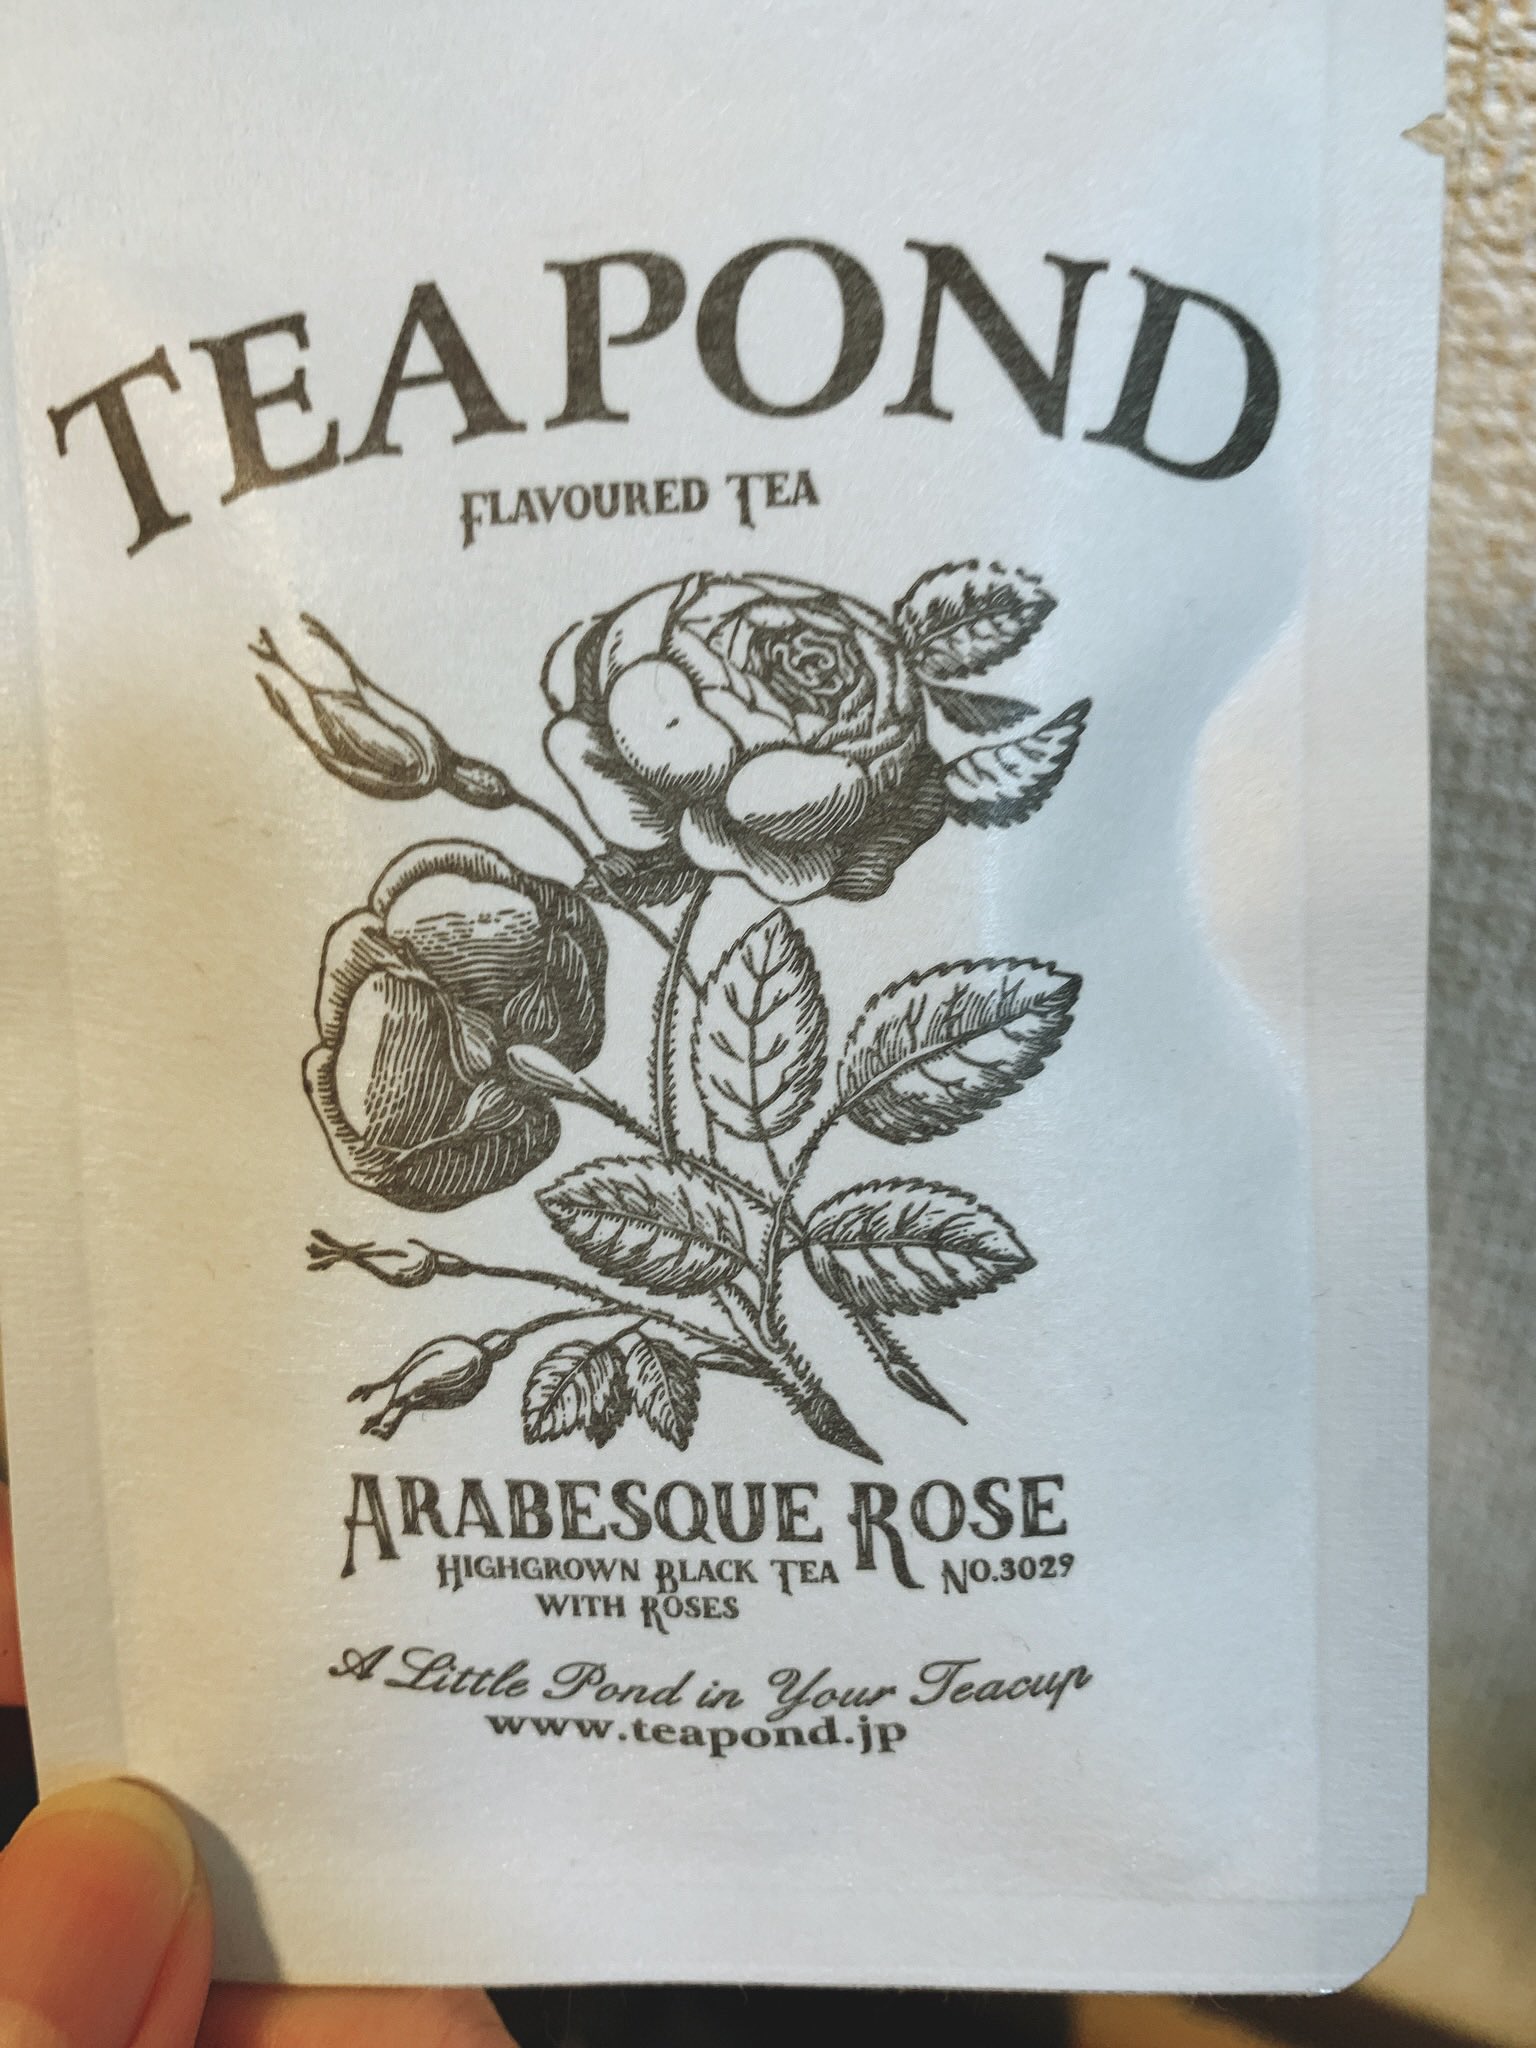 TEAPOND
FLAVOURED TEA
ARABESQUE ROSE
HIGHGROWN BLACK TEA NO.3029
WITH ROSES
A Little Pond in Your Teacup
www.teapond.jp